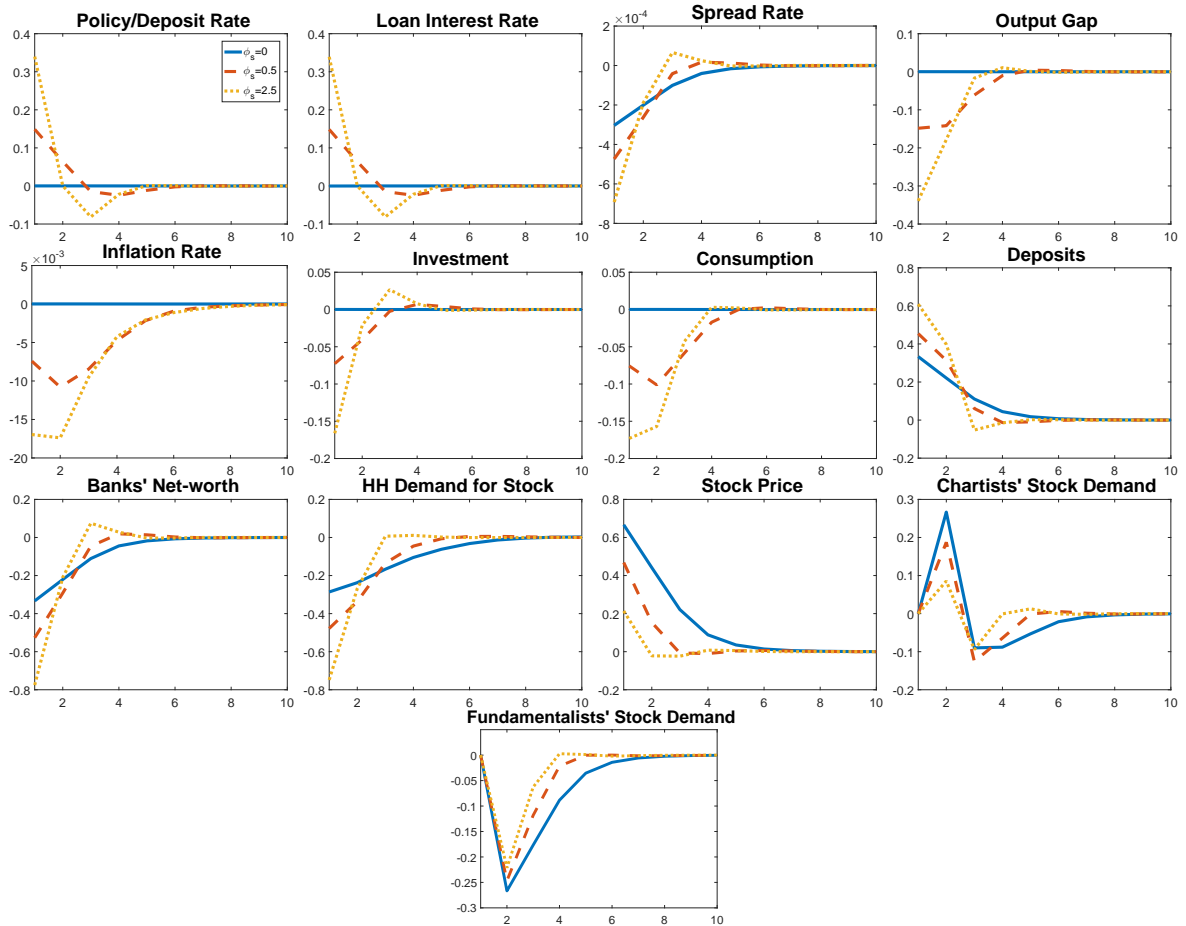 Policy/Deposit Rate
0.4
0.3
0.2
0.1
0
0.1
2 4 6 8 10
ϕs=0
ϕs=0.5
ϕs=2.5
Loan Interest Rate
0.4
0.3
0.2
0.1
0
0.1
2 4 6 8 10
Spread Rate
×10-4
2
0
-2
-4
-6
8
2 4 6 8 10
Output Gap
0.1
0
-0.1
-0.2
-0.3
0.4
2 4 6 8 10
Inflation Rate
×10-3
5
0
-5
-10
-15
20
2 4 6 8 10
Investment
0.05
0
-0.05
-0.1
-0.15
0.2
2 4 6 8 10
Consumption
0.05
0
-0.05
-0.1
-0.15
0.2
2 4 6 8 10
Deposits
0.8
0.6
0.4
0.2
0
0.2
2 4 6 8 10
Banks' Net-worth
0.2
0
-0.2
-0.4
-0.6
0.8
2 4 6 8 10
HH Demand for Stock
0.2
0
-0.2
-0.4
-0.6
0.8
2 4 6 8 10
Stock Price
0.8
0.6
0.4
0.2
0
0.2
2 4 6 8 10
Chartists' Stock Demand
0.3
0.2
0.1
0
-0.1
0.2
2 4 6 8 10
Fundamentalists' Stock Demand
0
-0.05
-0.1
-0.15
-0.2
-0.25
-0.3
2 4 6 8 10